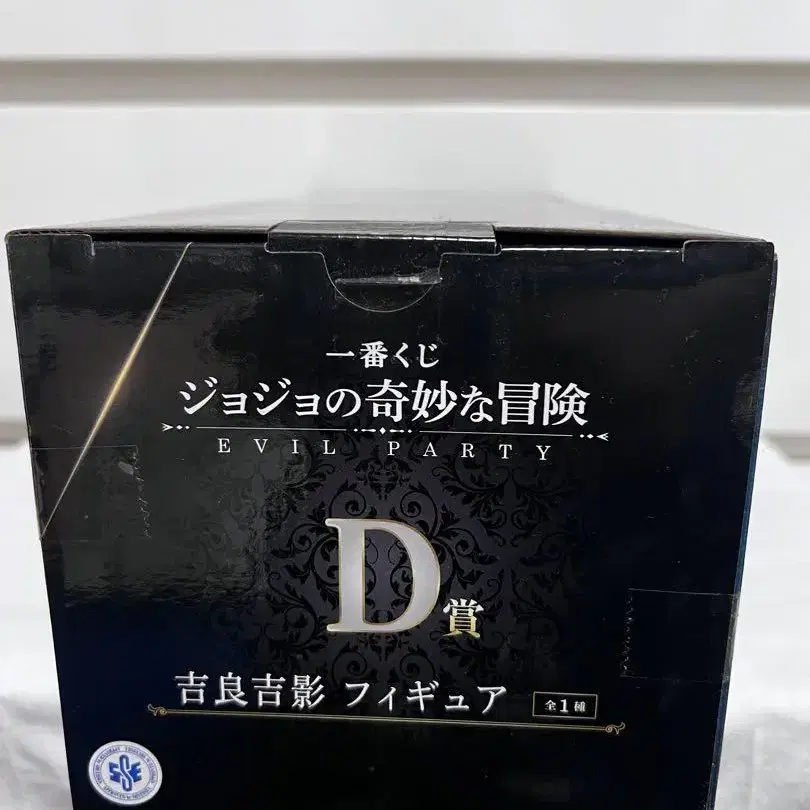 一番くじ
ジョジョの奇妙な冒険
EVIL PARTY
D賞
吉良吉影 フィギュア 全1種